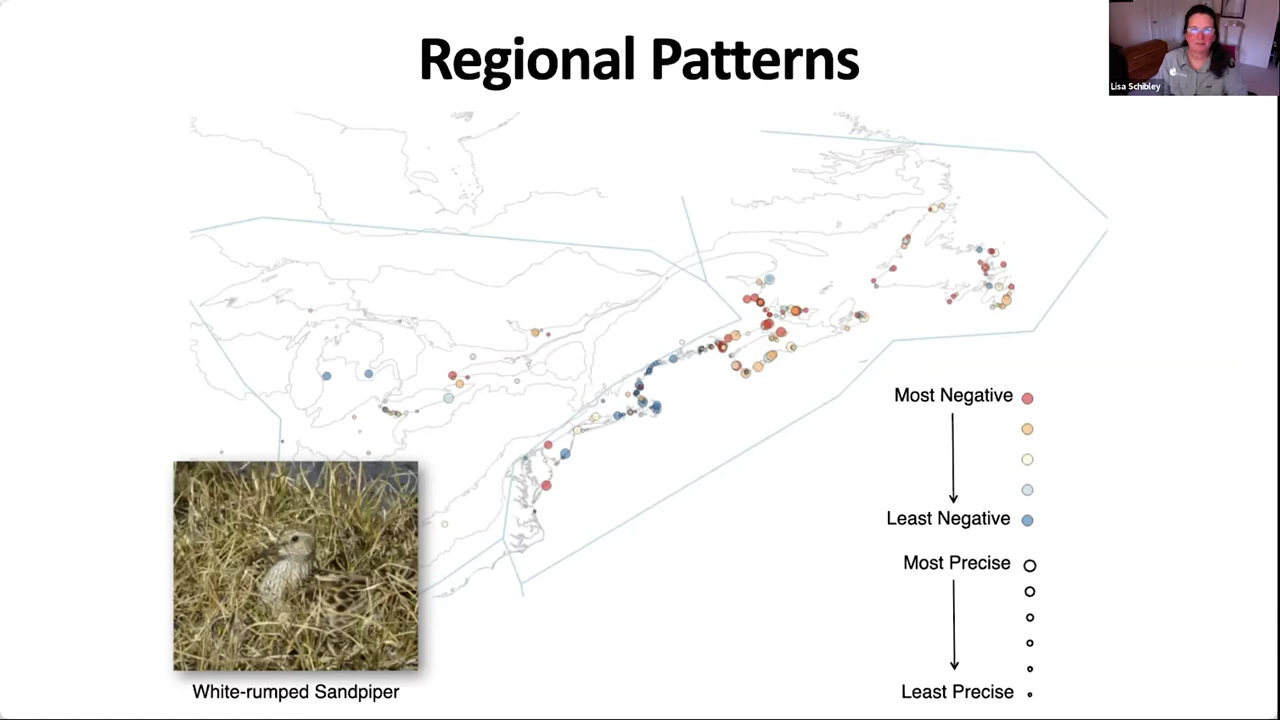 Regional Patterns
Lisa Schibley
Most Negative
Least Negative
Most Precise
Least Precise
White-rumped Sandpiper